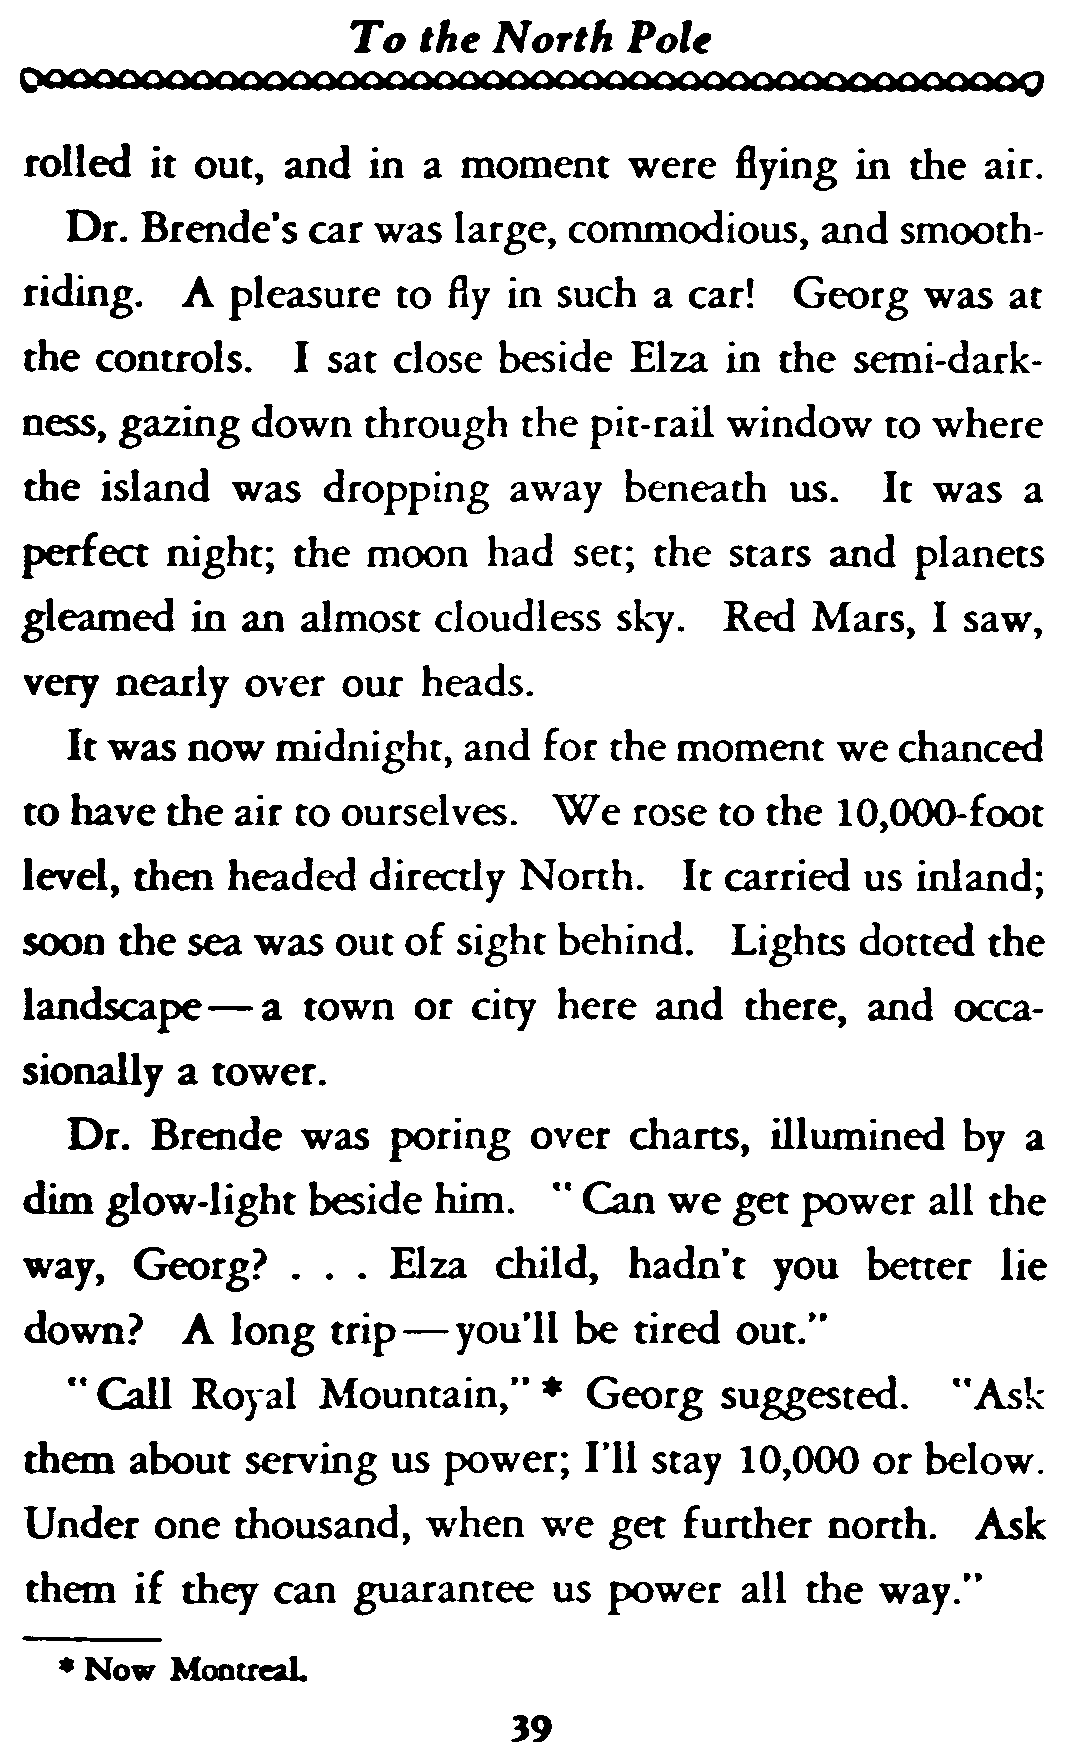 To the North Pole
rolled it out, and in a moment were flying in the air.
Dr. Brende's car was large, commodious, and smooth-
riding. A pleasure to fly in such a car! Georg was at
the controls. I sat close beside Elza in the semi-dark-
ness, gazing down through the pit-rail window to where
the island was dropping away beneath us. It was a
perfect night; the moon had set; the stars and planets
gleamed in an almost cloudless sky. Red Mars, I saw,
very nearly over our heads.
It was now midnight, and for the moment we chanced
to have the air to ourselves. We rose to the 10,000-foot
level, then headed directly North. It carried us inland;
soon the sea was out of sight behind. Lights dotted the
landscape—a town or city here and there, and occa-
sionally a tower.
Dr. Brende was poring over charts, illumined by a
dim glow-light beside him. "Can we get power all the
way, Georg? . . . Elza child, hadn't you better lie
down? A long trip—you'll be tired out."
"Call Royal Mountain,"* Georg suggested. "Ask
them about serving us power; I'll stay 10,000 or below.
Under one thousand, when we get further north. Ask
them if they can guarantee us power all the way."
* Now Montreal.
39